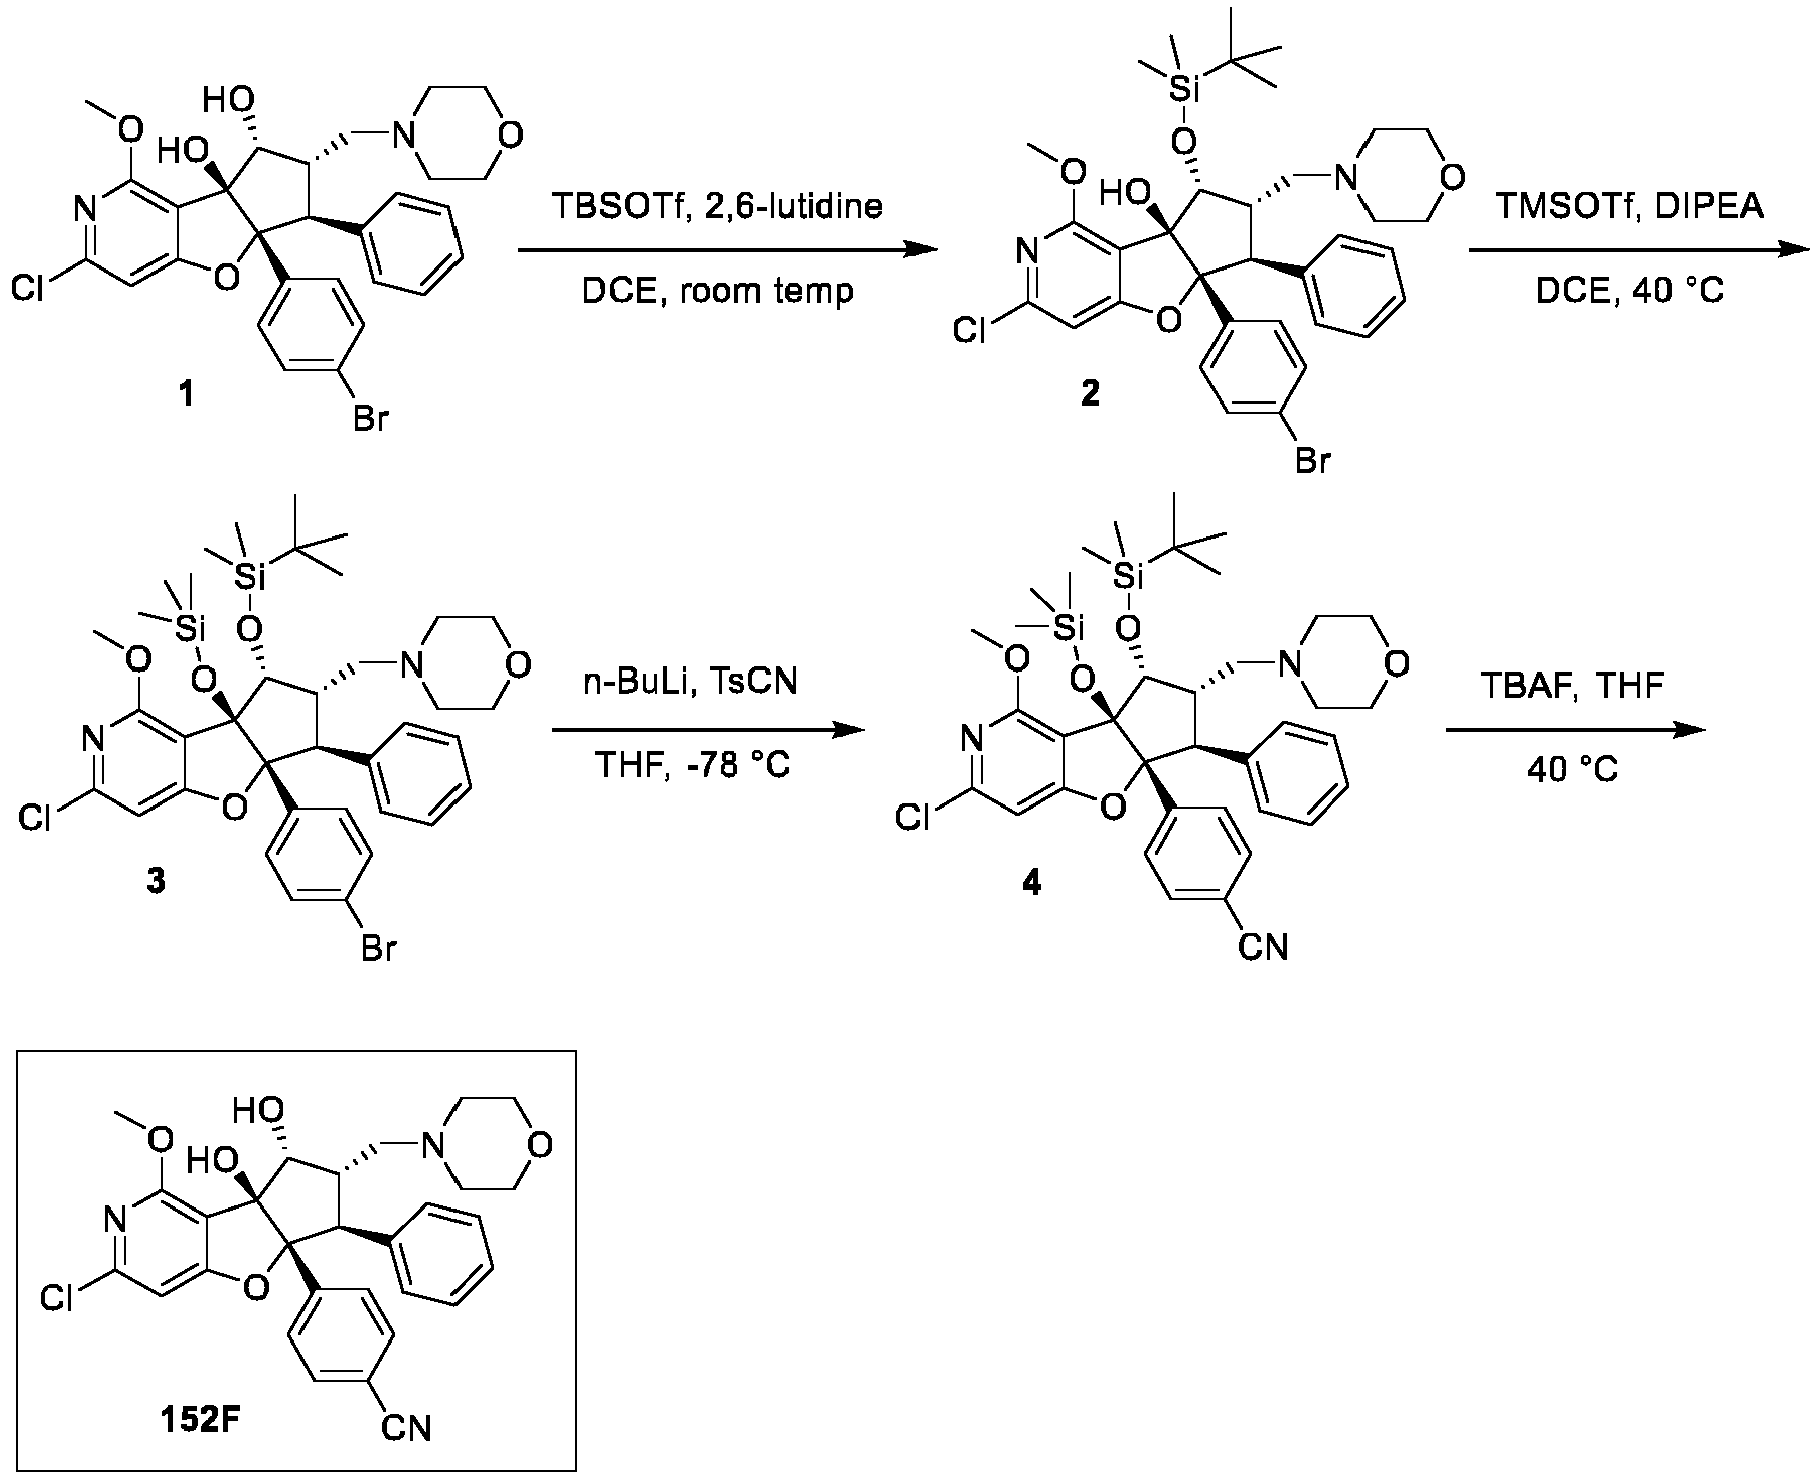 HO
O
HO
N
O
N
Cl
O
Br
1
TBSOTf, 2,6-lutidine
DCE, room temp
Si
O
O
HO
N
O
N
Cl
O
Br
2
TMSOTf, DIPEA
DCE, 40 °C
Si
Si
O
O
O
N
O
N
Cl
O
Br
3
n-BuLi, TsCN
THF, -78 °C
Si
Si
O
O
O
N
O
N
Cl
O
CN
4
TBAF, THF
40 °C
HO
O
HO
N
O
N
Cl
O
CN
152F